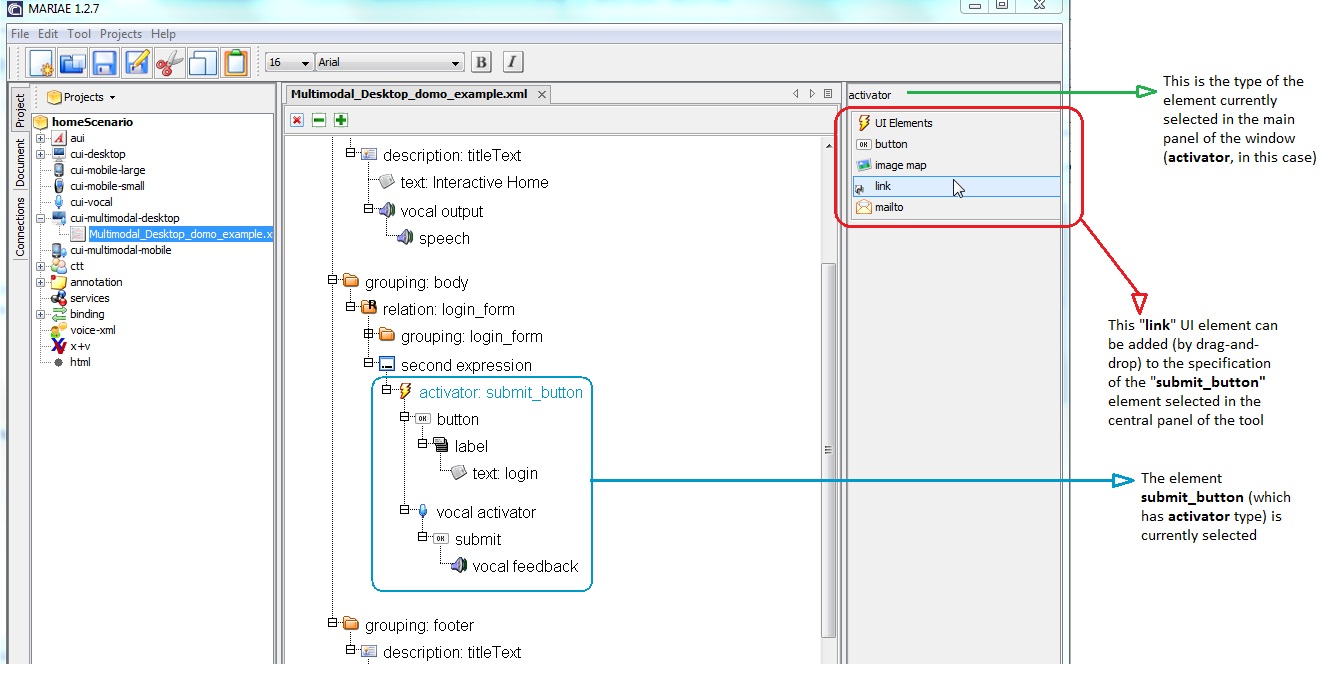 MARIAE 1.2.7
File Edit Tool Projects Help
16 Arial B I
Project
Document
Connections
Projects
homeScenario
aui
cui-desktop
cui-mobile-large
cui-mobile-small
cui-vocal
cui-multimodal-desktop
Multimodal_Desktop_domo_example.x
cui-multimodal-mobile
ctt
annotation
services
binding
voice-xml
x+v
html
Multimodal_Desktop_domo_example.xml
description: titleText
text: Interactive Home
vocal output
speech
grouping: body
R relation: login_form
grouping: login_form
second expression
activator: submit_button
OK button
label
text: login
vocal activator
OK submit
vocal feedback
grouping: footer
description: titleText
activator
UI Elements
OK button
image map
link
mailto
This is the type of the
element currently
selected in the main
panel of the window
(activator, in this case)
This "link" UI element can
be added (by drag-and-
drop) to the specification
of the "submit_button"
element selected in the
central panel of the tool
The element
submit_button (which
has activator type) is
currently selected